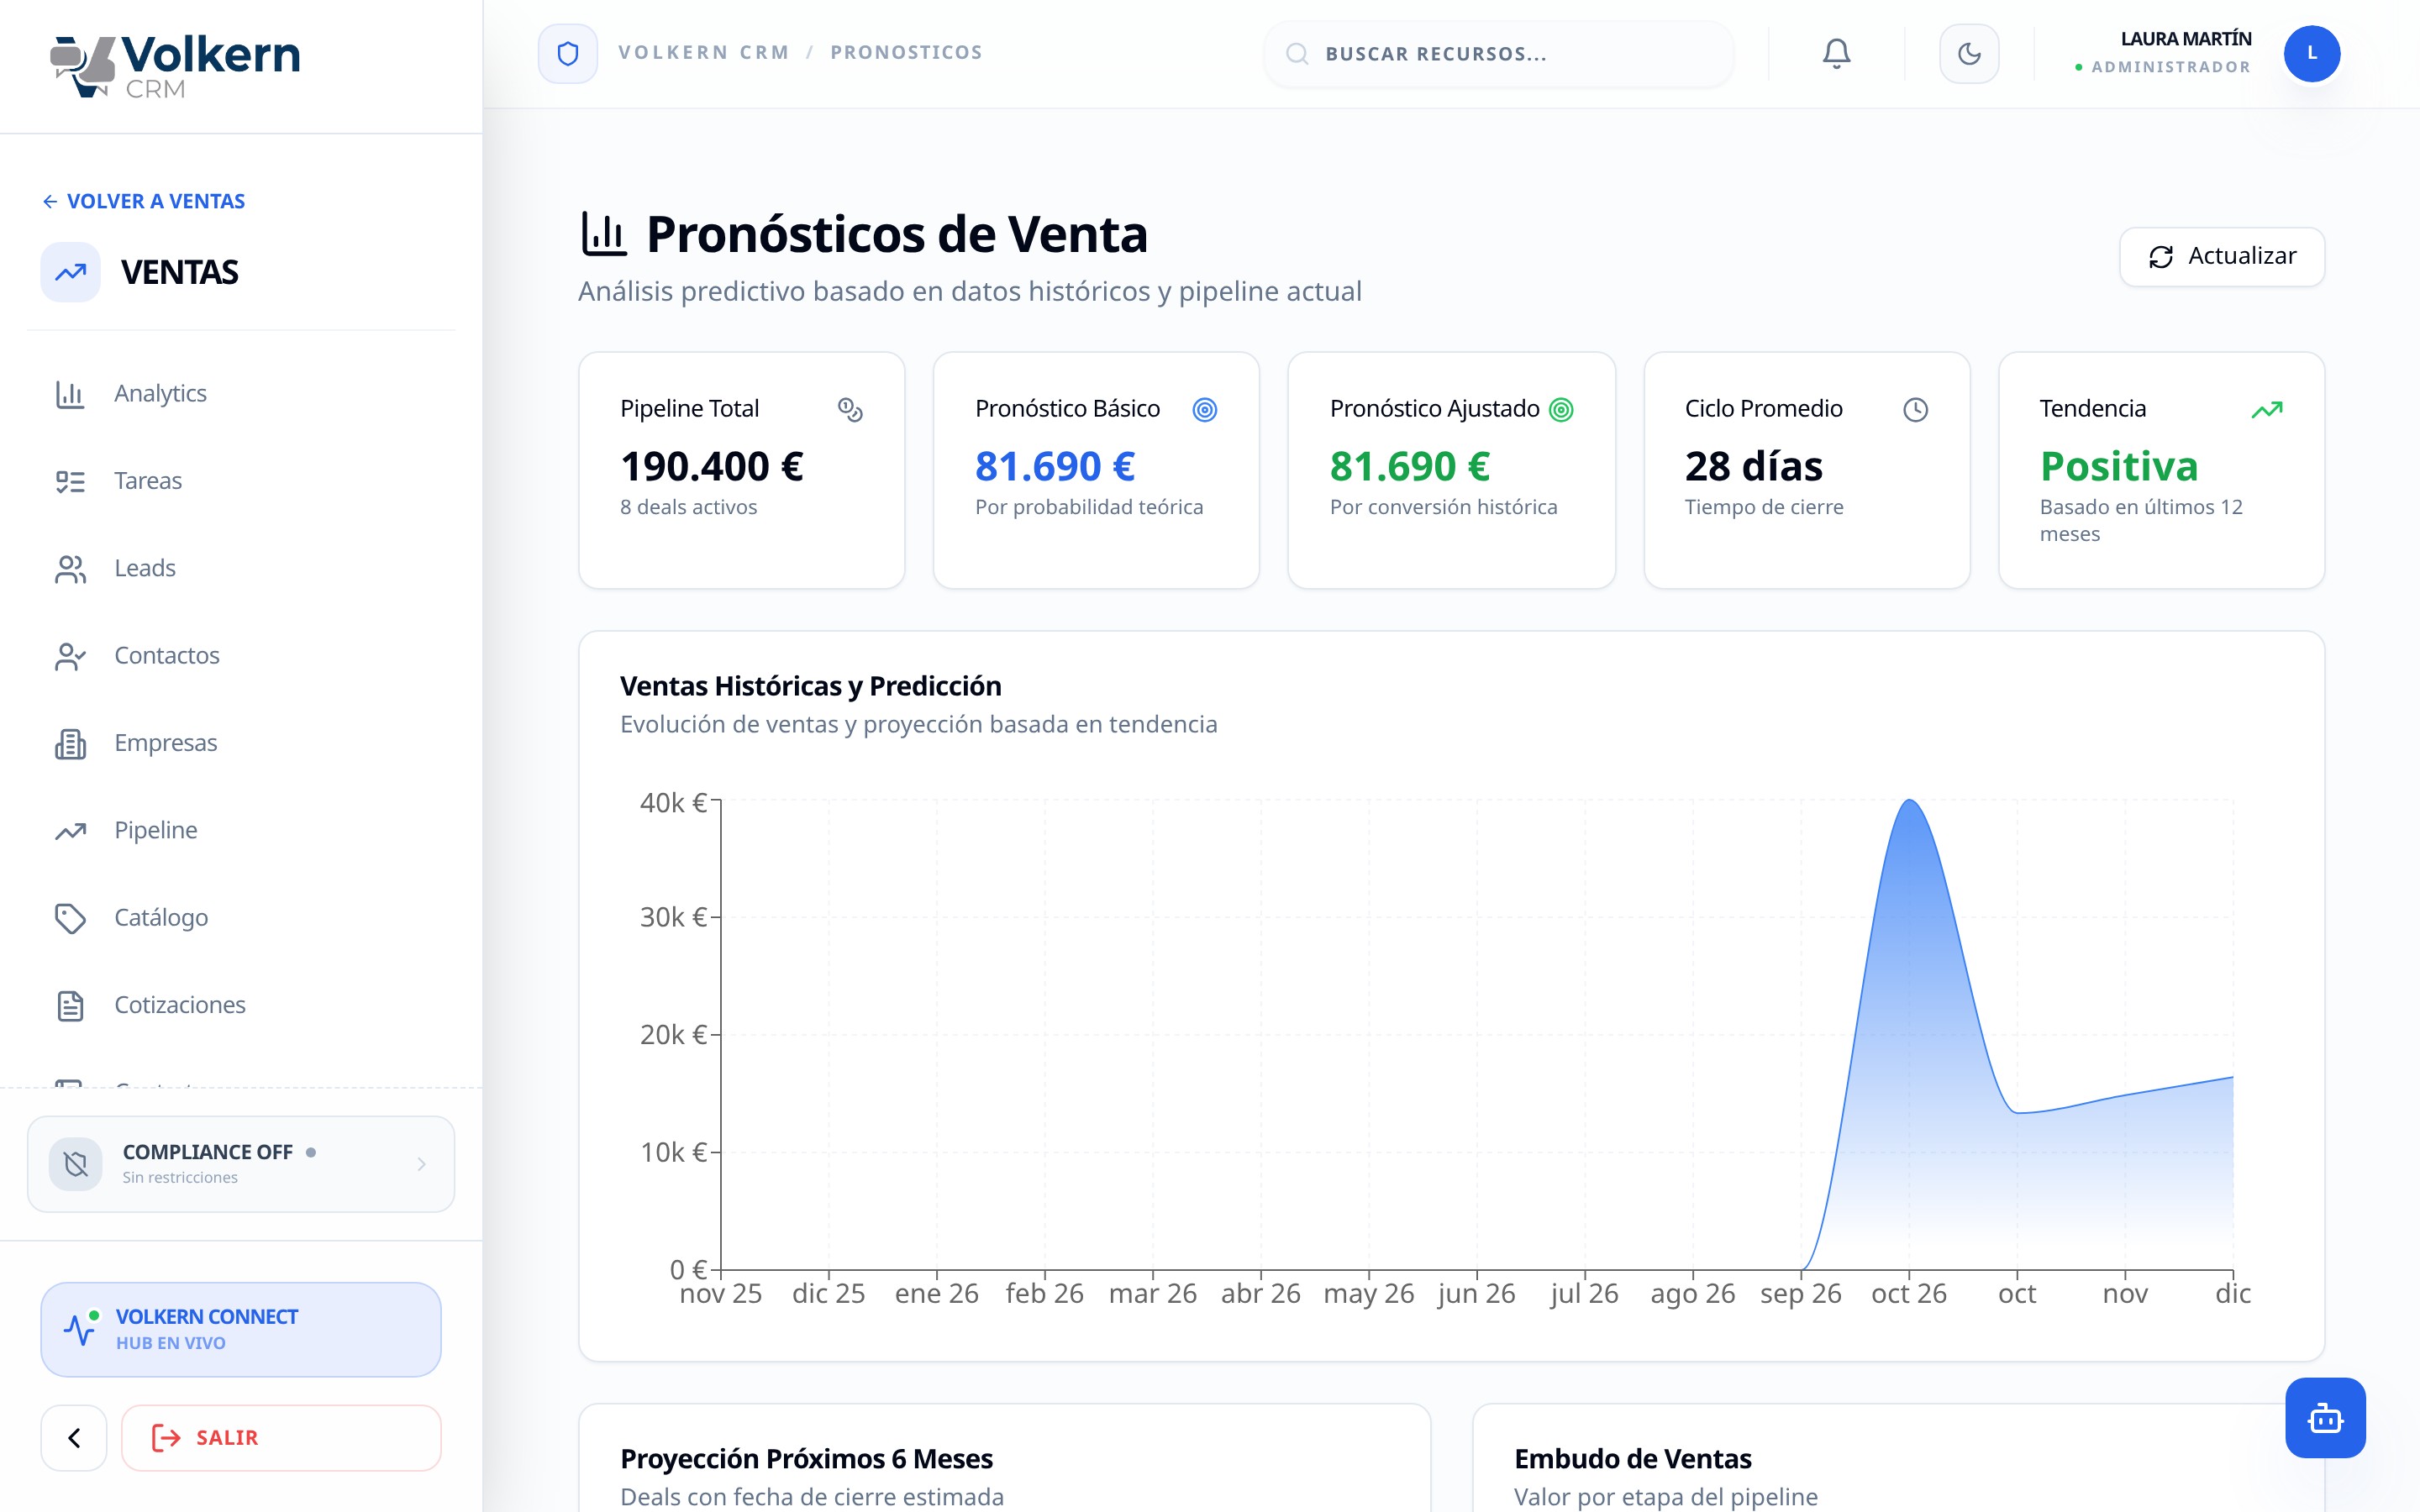 Volkern
CRM
VOLKERN CRM / PRONOSTICOS
BUSCAR RECURSOS...
LAURA MARTÍN
ADMINISTRADOR
L
VOLVER A VENTAS
VENTAS
Analytics
Tareas
Leads
Contactos
Empresas
Pipeline
Catálogo
Cotizaciones
COMPLIANCE OFF
Sin restricciones
VOLKERN CONNECT
HUB EN VIVO
SALIR
Pronósticos de Venta
Análisis predictivo basado en datos históricos y pipeline actual
Actualizar
Pipeline Total
190.400 €
8 deals activos
Pronóstico Básico
81.690 €
Por probabilidad teórica
Pronóstico Ajustado
81.690 €
Por conversión histórica
Ciclo Promedio
28 días
Tiempo de cierre
Tendencia
Positiva
Basado en últimos 12
meses
Ventas Históricas y Predicción
Evolución de ventas y proyección basada en tendencia
40k €
30k €
20k €
10k €
0 €
nov 25 dic 25 ene 26 feb 26 mar 26 abr 26 may 26 jun 26 jul 26 ago 26 sep 26 oct 26 oct nov dic
Proyección Próximos 6 Meses
Deals con fecha de cierre estimada
Embudo de Ventas
Valor por etapa del pipeline